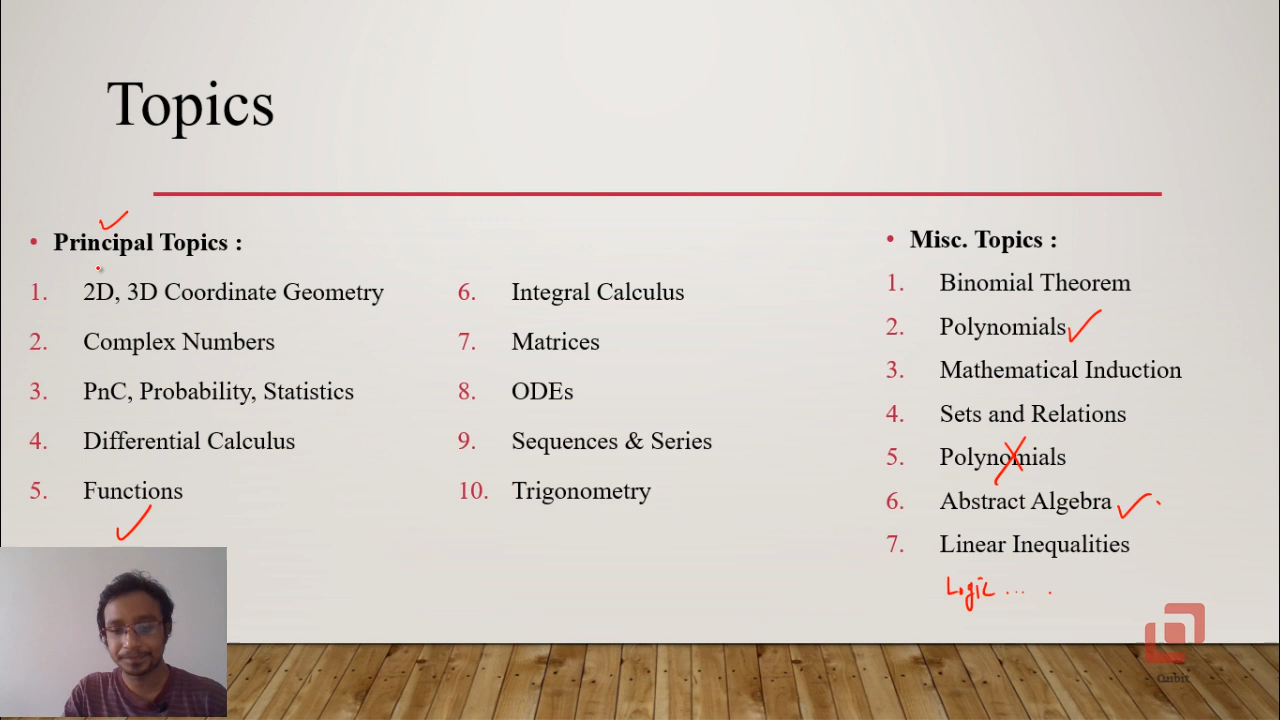 Topics
• Principal Topics :
1. 2D, 3D Coordinate Geometry
2. Complex Numbers
3. PnC, Probability, Statistics
4. Differential Calculus
5. Functions
6. Integral Calculus
7. Matrices
8. ODEs
9. Sequences & Series
10. Trigonometry
• Misc. Topics :
1. Binomial Theorem
2. Polynomials
3. Mathematical Induction
4. Sets and Relations
5. Polynomials
6. Abstract Algebra
7. Linear Inequalities
Logic ... .
Qubit